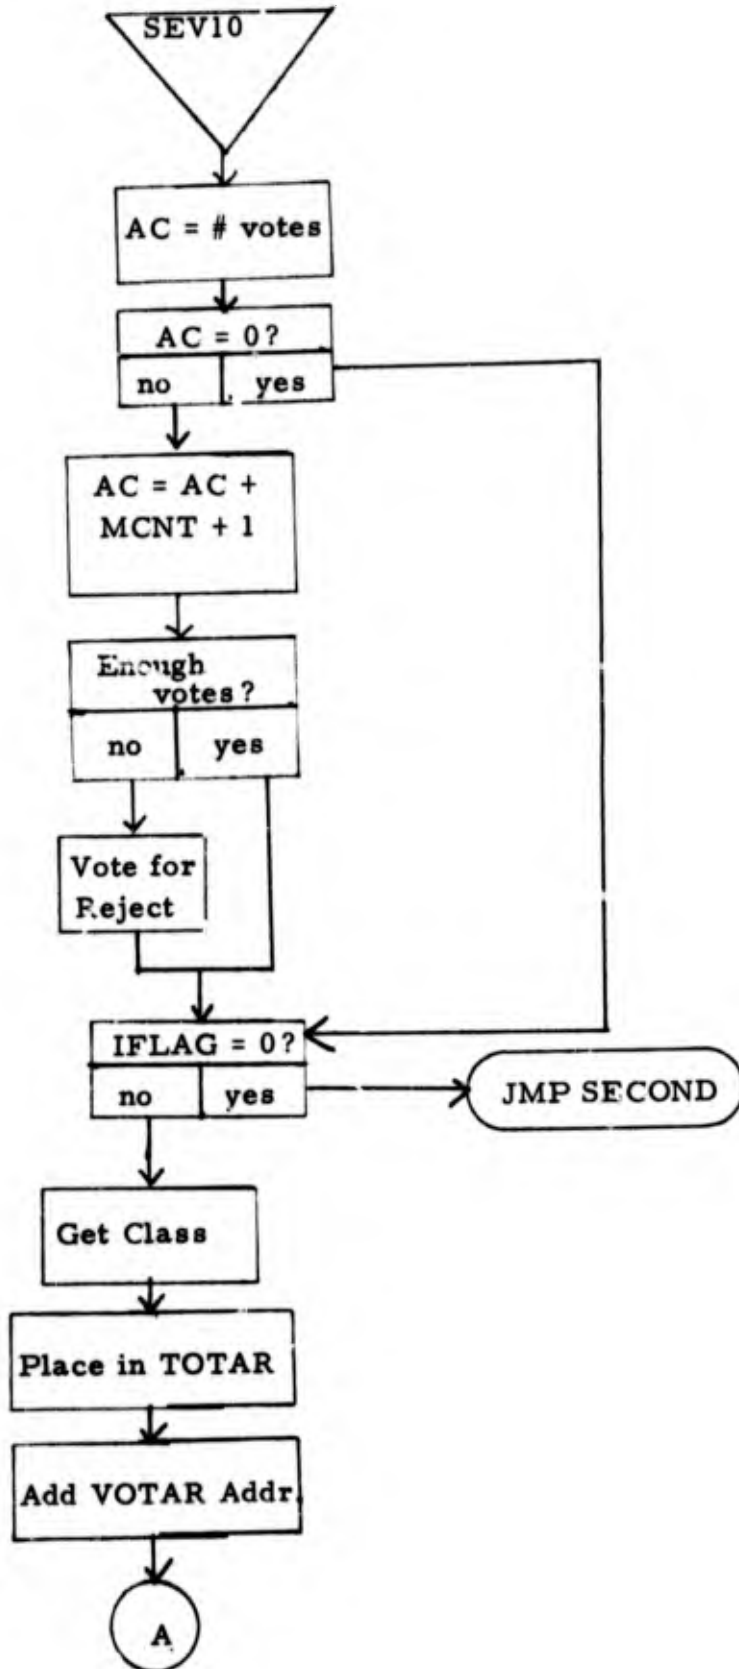 SEV10
AC = # votes
AC = 0?
no yes
AC = AC +
MCNT + 1
Enough
votes?
no yes
Vote for
Reject
IFLAG = 0?
no yes
JMP SECOND
Get Class
Place in TOTAR
Add VOTAR Addr.
A